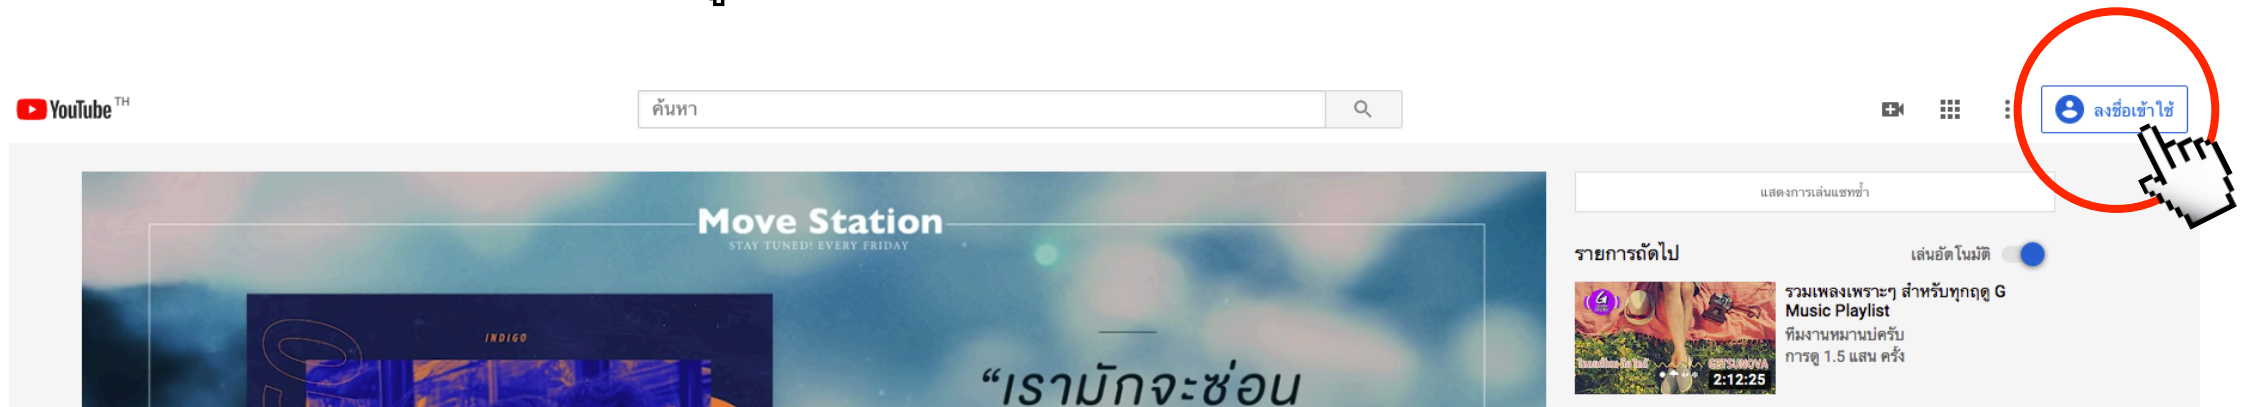 YouTube TH
ค้นหา
ลงชื่อเข้าใช้
Move Station
STAY TUNED! EVERY FRIDAY
INDIGO
“เรามักจะซ่อน
แสดงการเล่นแชทซ้ำ
รายการถัดไป
เล่นอัตโนมัติ
รวมเพลงเพราะๆ สำหรับทุกฤดู G
Music Playlist
ทีมงานหมานบ่ครับ
การดู 1.5 แสน ครั้ง
GETSUNOVA
2:12:25